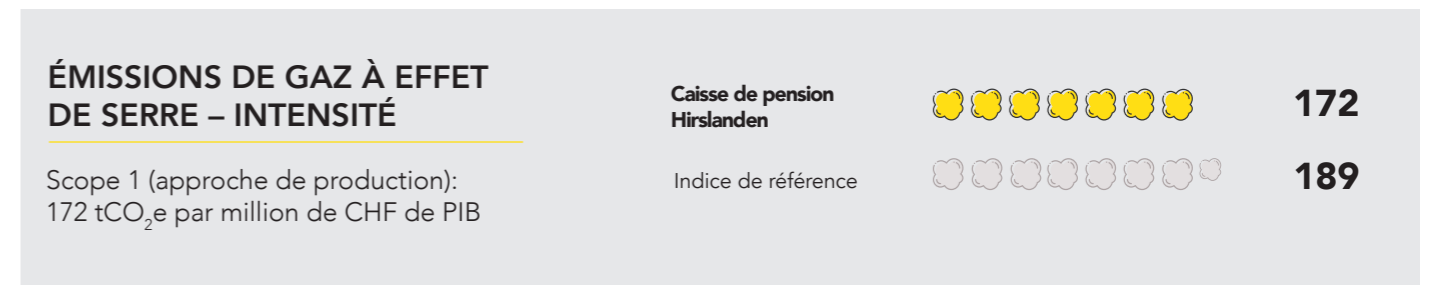 ÉMISSIONS DE GAZ À EFFET
DE SERRE – INTENSITÉ
Scope 1 (approche de production):
172 tCO₂e par million de CHF de PIB
Caisse de pension
Hirslanden
172
Indice de référence
189